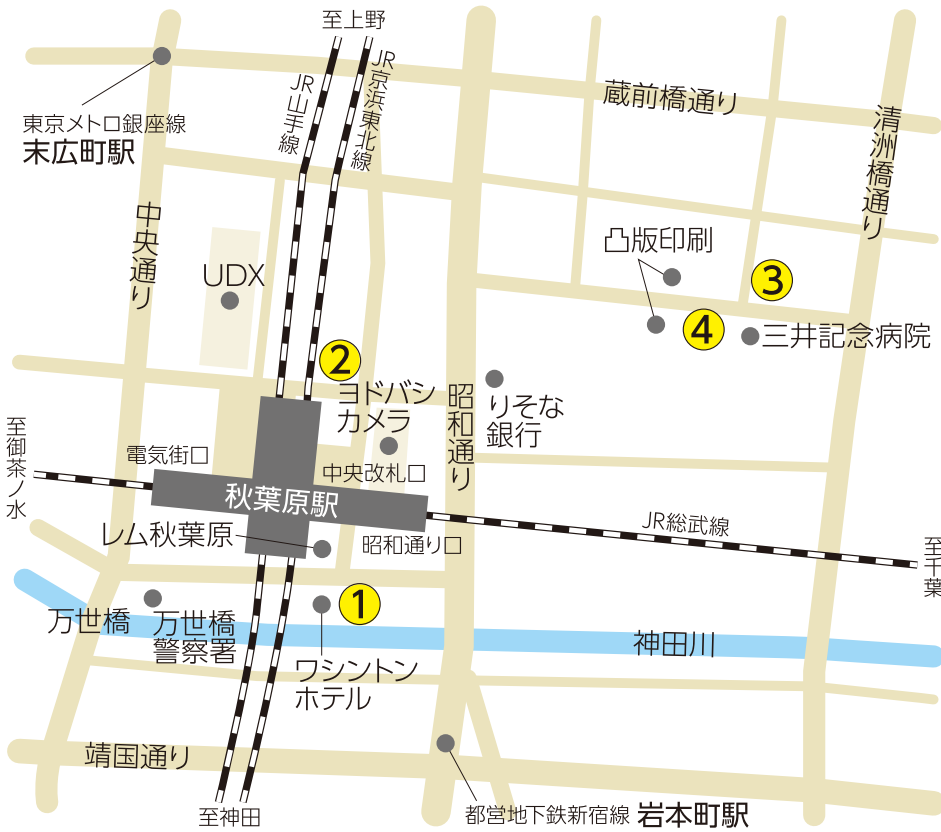 至上野
JR山手線
JR京浜東北線
蔵前橋通り
清洲橋通り
東京メトロ銀座線
末広町駅
中央通り
UDX
凸版印刷
3
4
三井記念病院
2
ヨドバシ
カメラ
昭和通り
りそな
銀行
至御茶ノ水
電気街口
中央改札口
秋葉原駅
レム秋葉原
昭和通り口
JR総武線
至千葉
1
万世橋
万世橋
警察署
神田川
ワシントン
ホテル
靖国通り
至神田
都営地下鉄新宿線 岩本町駅